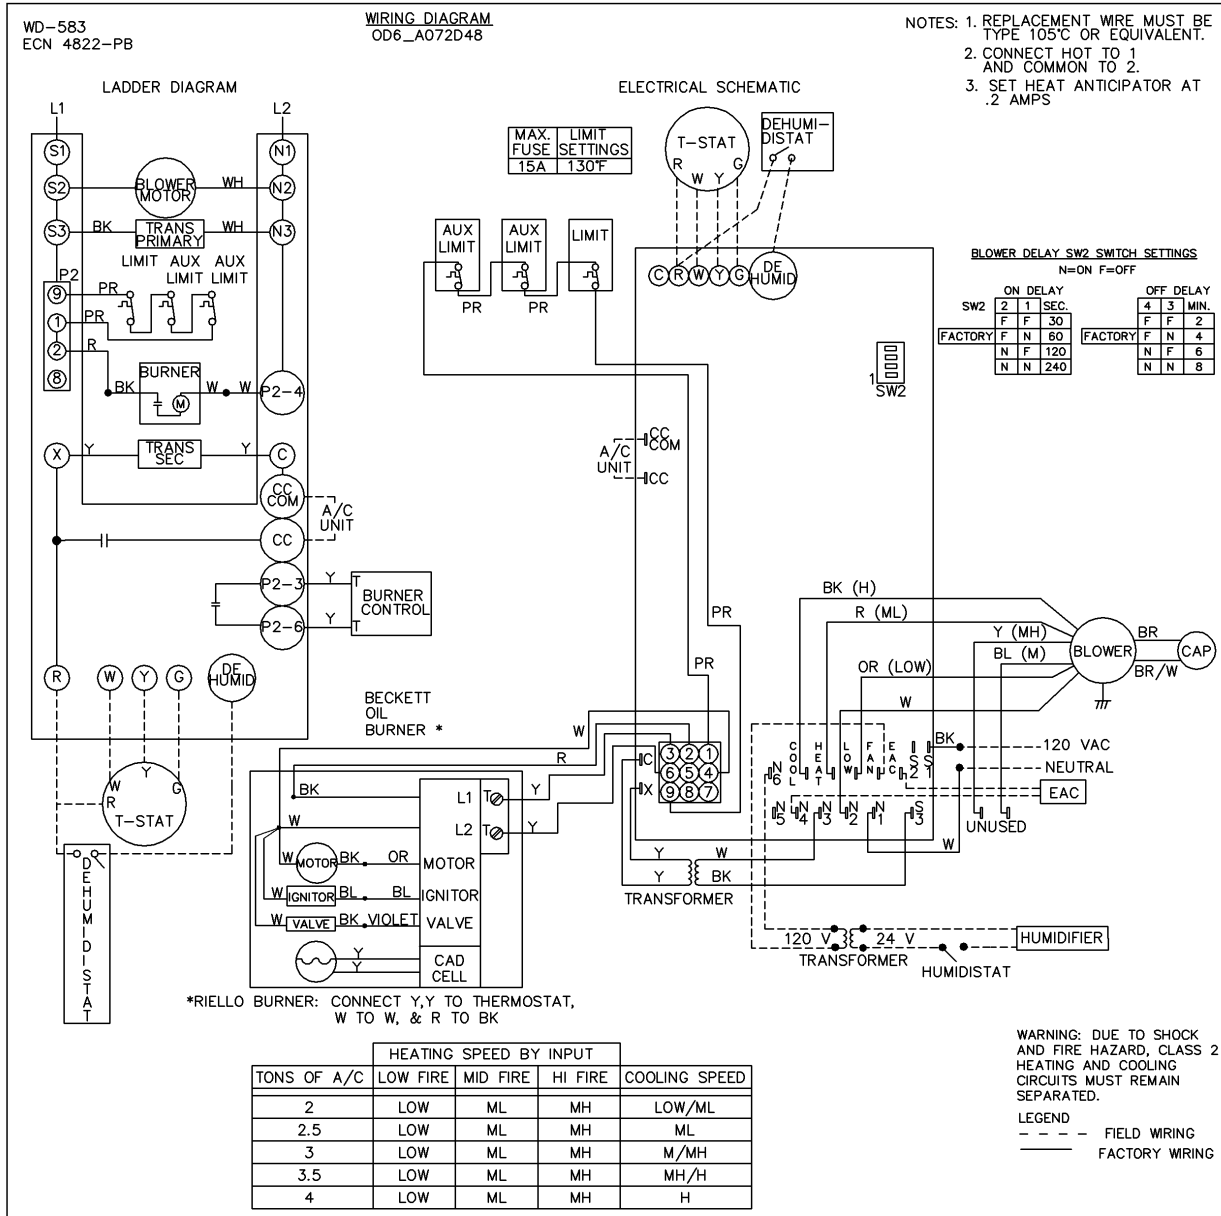 WD-583
ECN 4822-PB
WIRING DIAGRAM
OD6_A072D48
NOTES: 1. REPLACEMENT WIRE MUST BE
TYPE 105°C OR EQUIVALENT.
2. CONNECT HOT TO 1
AND COMMON TO 2.
3. SET HEAT ANTICIPATOR AT
.2 AMPS
LADDER DIAGRAM
L1
L2
S1
N1
S2
BLOWER
MOTOR
WH
N2
S3
BK
TRANS
PRIMARY
WH
N3
LIMIT
AUX
LIMIT
AUX
LIMIT
P2
9
PR
1
PR
2
R
8
BURNER
BK
M
W
W
P2-4
X
Y
TRANS
SEC
Y
C
CC
COM
A/C
UNIT
CC
P2-3
Y
T
BURNER
CONTROL
P2-6
Y
T
R
W
Y
G
DE
HUMID
W
Y
G
R
T-STAT
DEHUMIDISTAT
ELECTRICAL SCHEMATIC
MAX. FUSE LIMIT SETTINGS
15A 130°F
T-STAT
R
W
Y
G
DEHUMI-
DISTAT
AUX
LIMIT
AUX
LIMIT
LIMIT
PR
PR
C R W Y G
DE
HUMID
1
SW2
BLOWER DELAY SW2 SWITCH SETTINGS
N=ON F=OFF
ON DELAY
SW2 2 1 SEC.
F F 30
FACTORY F N 60
N F 120
N N 240
OFF DELAY
4 3 MIN.
F F 2
FACTORY F N 4
N F 6
N N 8
CC
COM
A/C
UNIT
CC
PR
PR
BK (H)
R (ML)
Y (MH)
BL (M)
OR (LOW)
W
BLOWER
BR
BR/W
CAP
BECKETT
OIL
BURNER *
W
R
3 2 1
6 5 4
9 8 7
C
X
N6
COOL
HEAT
LOW
FAN
EAC
S2
S1
N5
N4
N3
N2
N1
S3
BK
120 VAC
NEUTRAL
EAC
UNUSED
W
BK
W
L1
L2
T
Y
T
Y
W
MOTOR
BK
OR
MOTOR
W
IGNITOR
BL
BL
IGNITOR
W
VALVE
BK
VIOLET
VALVE
Y
Y
CAD
CELL
Y
W
Y
BK
TRANSFORMER
120 V
24 V
TRANSFORMER
HUMIDISTAT
HUMIDIFIER
*RIELLO BURNER: CONNECT Y,Y TO THERMOSTAT,
W TO W, & R TO BK
HEATING SPEED BY INPUT
TONS OF A/C LOW FIRE MID FIRE HI FIRE COOLING SPEED
2 LOW ML MH LOW/ML
2.5 LOW ML MH ML
3 LOW ML MH M/MH
3.5 LOW ML MH MH/H
4 LOW ML MH H
WARNING: DUE TO SHOCK
AND FIRE HAZARD, CLASS 2
HEATING AND COOLING
CIRCUITS MUST REMAIN
SEPARATED.
LEGEND
FIELD WIRING
FACTORY WIRING